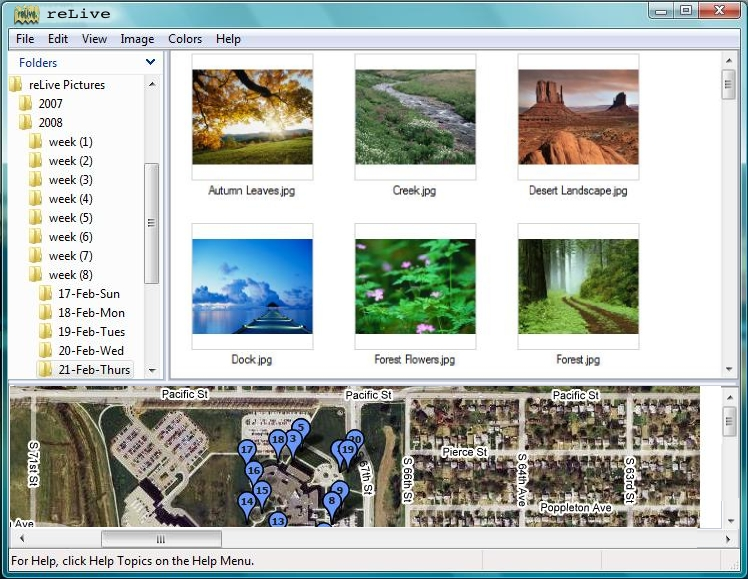 reLive
reLive
File Edit View Image Colors Help
Folders
reLive Pictures
2007
2008
week (1)
week (2)
week (3)
week (4)
week (5)
week (6)
week (7)
week (8)
17-Feb-Sun
18-Feb-Mon
19-Feb-Tues
20-Feb-Wed
21-Feb-Thurs
Autumn Leaves.jpg Creek.jpg Desert Landscape.jpg
Dock.jpg Forest Flowers.jpg Forest.jpg
Pacific St Pacific St Pacific St
S 71st St
5
18 3
20
17 19
16
15
14
9
8
13
67th St
S 66th St
Pierce St
S 64th Ave
S 63rd St
Poppleton Ave
n Ave
For Help, click Help Topics on the Help Menu.